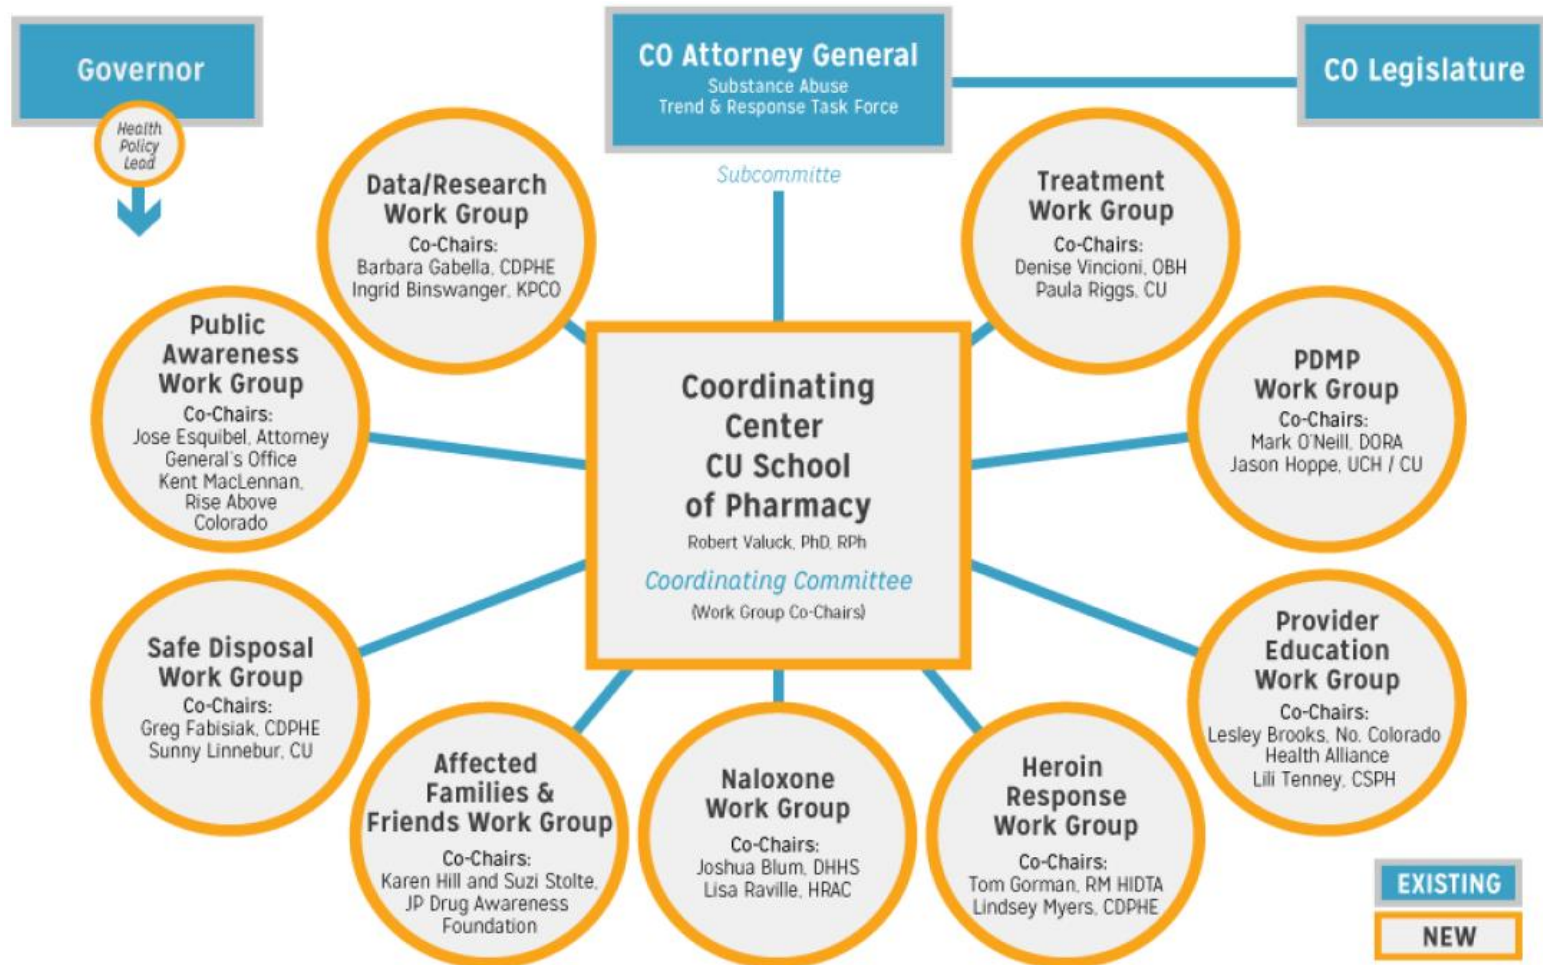 Governor
Health
Policy
Lead
CO Attorney General
Substance Abuse
Trend & Response Task Force
CO Legislature
Subcommitte
Data/Research
Work Group
Co-Chairs:
Barbara Gabella, CDPHE
Ingrid Binswanger, KPCO
Treatment
Work Group
Co-Chairs:
Denise Vincioni, OBH
Paula Riggs, CU
Public
Awareness
Work Group
Co-Chairs:
Jose Esquibel, Attorney
General's Office
Kent MacLennan,
Rise Above
Colorado
PDMP
Work Group
Co-Chairs:
Mark O'Neill, DORA
Jason Hoppe, UCH / CU
Coordinating
Center
CU School
of Pharmacy
Robert Valuck, PhD, RPh
Coordinating Committee
(Work Group Co-Chairs)
Safe Disposal
Work Group
Co-Chairs:
Greg Fabisiak, CDPHE
Sunny Linnebur, CU
Provider
Education
Work Group
Co-Chairs:
Lesley Brooks, No. Colorado
Health Alliance
Lili Tenney, CSPH
Affected
Families &
Friends Work Group
Co-Chairs:
Karen Hill and Suzi Stolte,
JP Drug Awareness
Foundation
Naloxone
Work Group
Co-Chairs:
Joshua Blum, DHHS
Lisa Raville, HRAC
Heroin
Response
Work Group
Co-Chairs:
Tom Gorman, RM HIDTA
Lindsey Myers, CDPHE
EXISTING
NEW